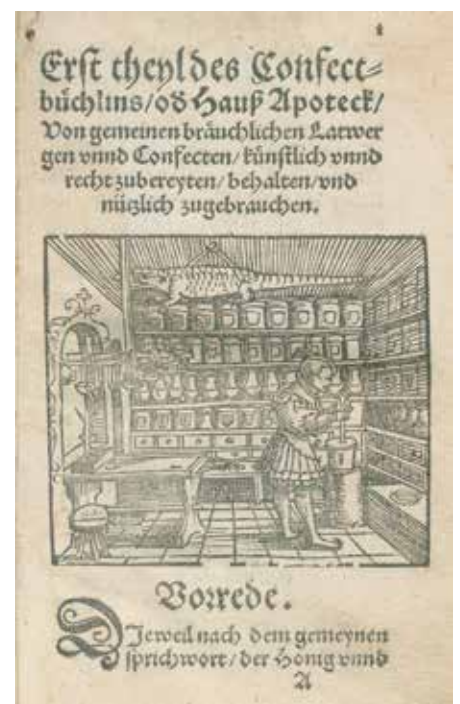 1
Erst theyl des Confect=
büchlins/oď Hauß Apoteck/
Von gemeinen bräuchlichen Latwer
gen vnnd Confecten/ künstlich vnnd
recht zubereyten/ behalten/vnd
nützlich zugebrauchen.
Vorrede.
DJeweil nach dem gemeynen
sprichwort/ der Honig vnnd
A